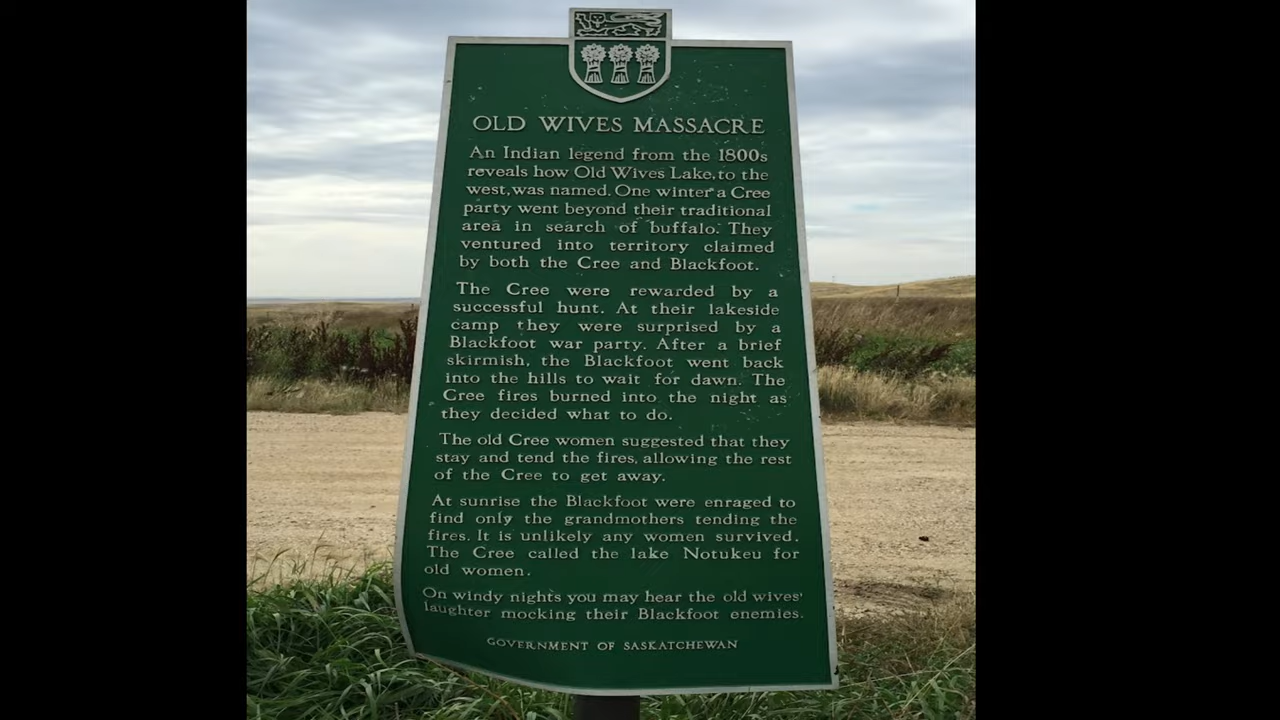 OLD WIVES MASSACRE
An Indian legend from the 1800s
reveals how Old Wives Lake, to the
west, was named. One winter a Cree
party went beyond their traditional
area in search of buffalo. They
ventured into territory claimed
by both the Cree and Blackfoot.
The Cree were rewarded by a
successful hunt. At their lakeside
camp they were surprised by a
Blackfoot war party. After a brief
skirmish, the Blackfoot went back
into the hills to wait for dawn. The
Cree fires burned into the night as
they decided what to do.
The old Cree women suggested that they
stay and tend the fires, allowing the rest
of the Cree to get away.
At sunrise the Blackfoot were enraged to
find only the grandmothers tending the
fires. It is unlikely any women survived.
The Cree called the lake Notukeu for
old women.
On windy nights you may hear the old wives'
laughter mocking their Blackfoot enemies.
GOVERNMENT OF SASKATCHEWAN